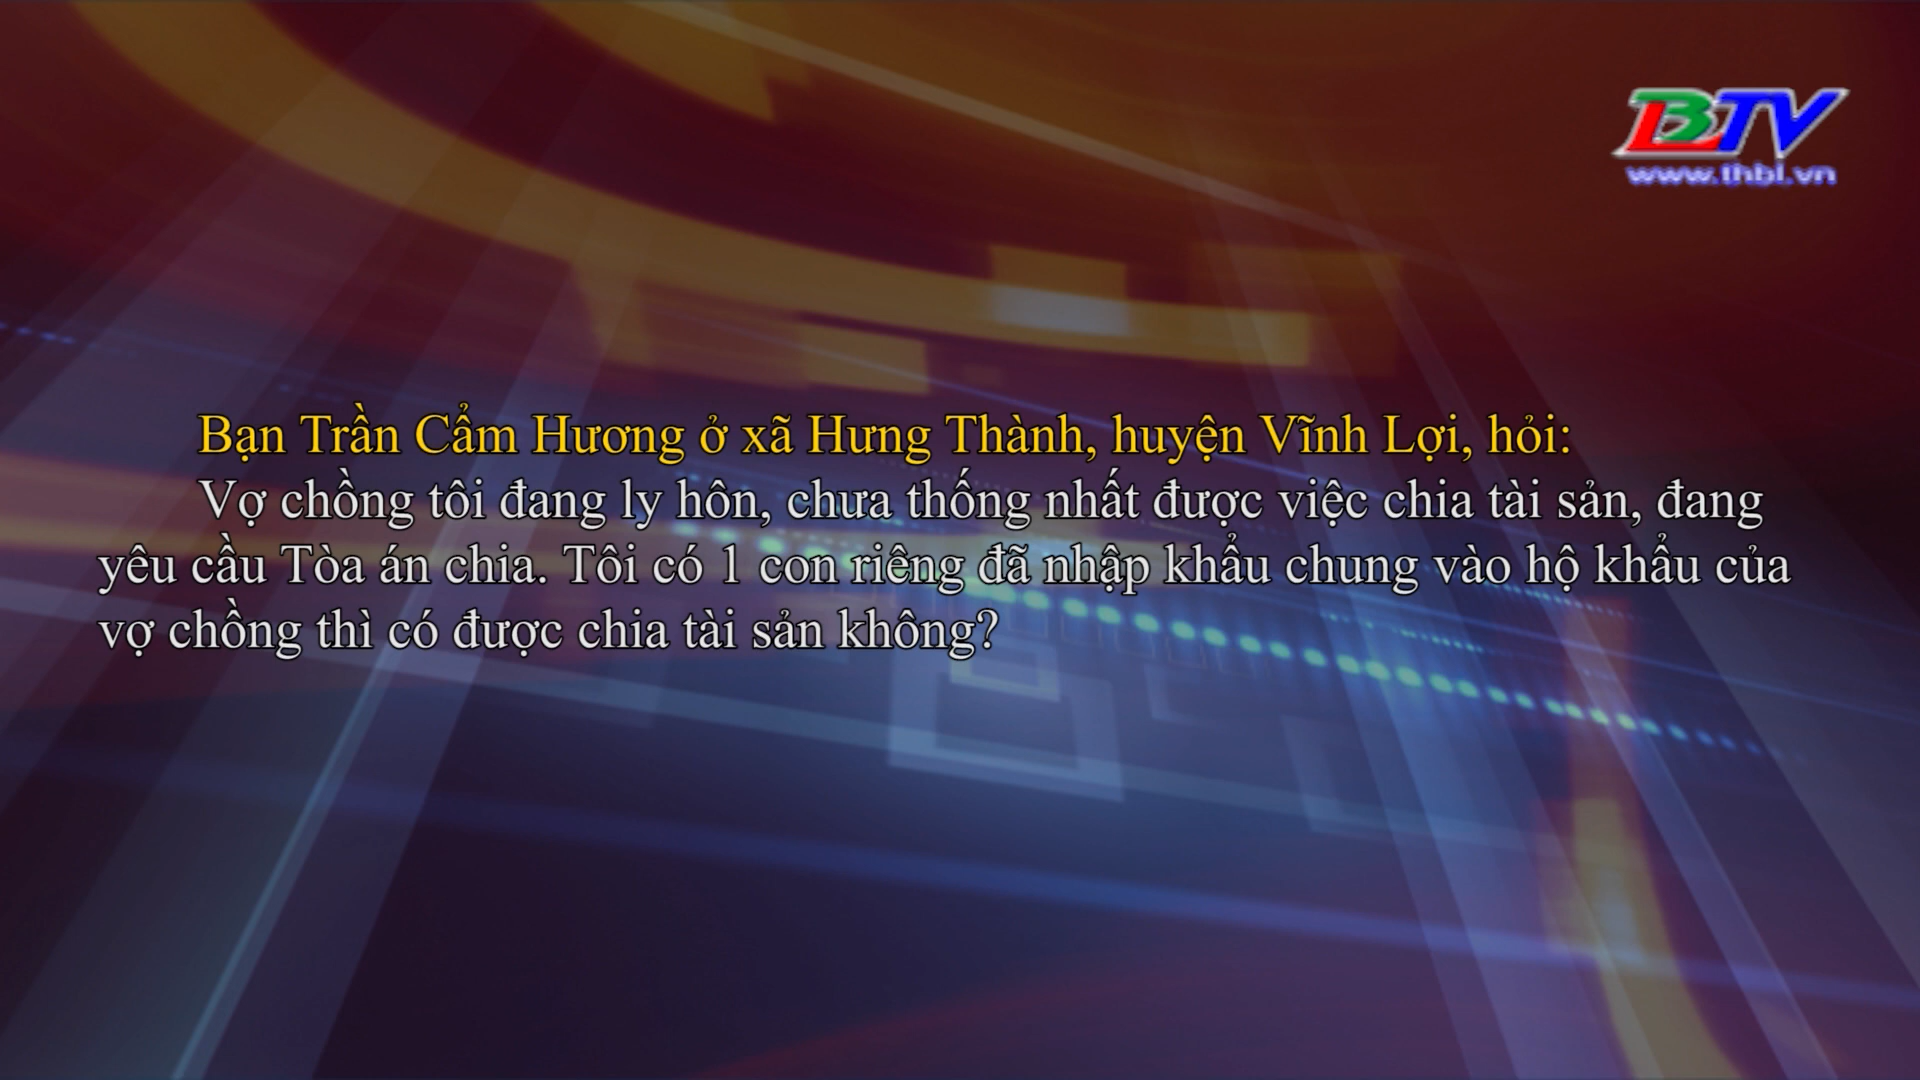 BTV
www.thbl.vn
Bạn Trần Cẩm Hương ở xã Hưng Thành, huyện Vĩnh Lợi, hỏi:
Vợ chồng tôi đang ly hôn, chưa thống nhất được việc chia tài sản, đang
yêu cầu Tòa án chia. Tôi có 1 con riêng đã nhập khẩu chung vào hộ khẩu của
vợ chồng thì có được chia tài sản không?